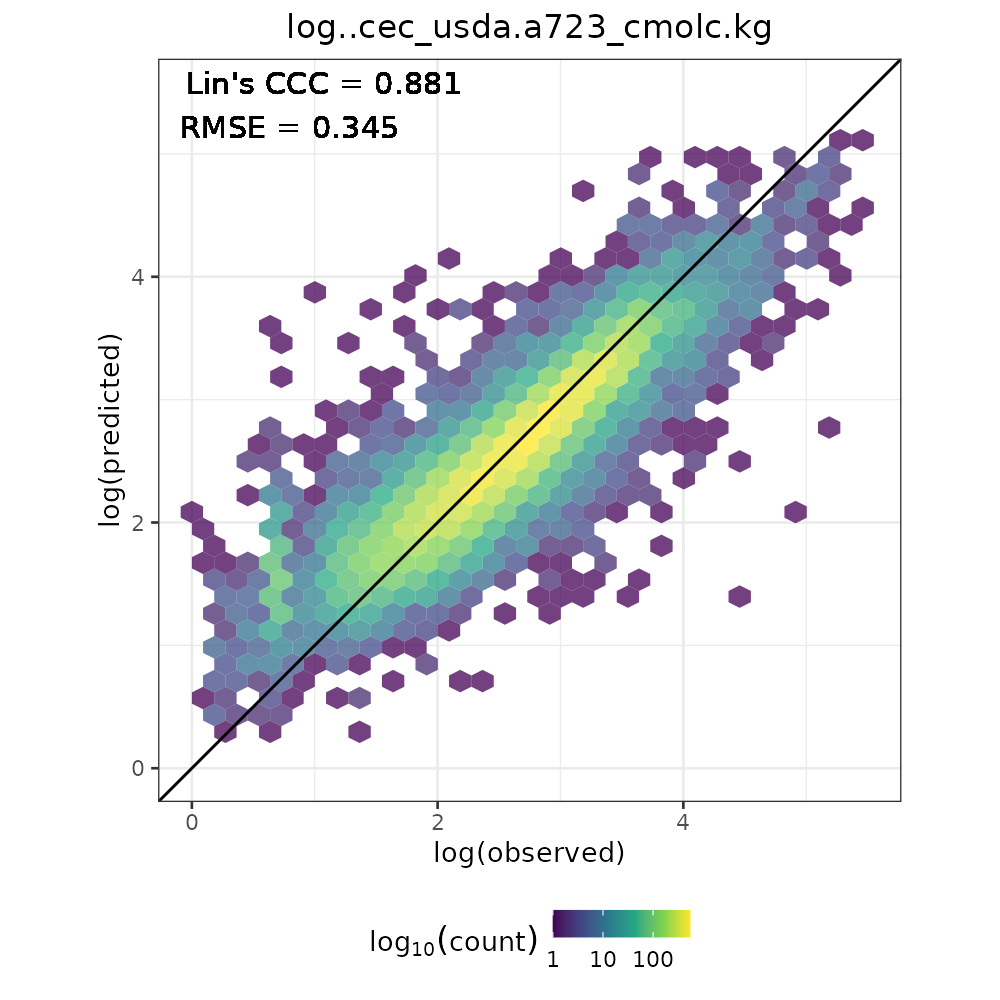 log..cec_usda.a723_cmolc.kg
Lin's CCC = 0.881
RMSE = 0.345
log(predicted)
4
2
0
0 2 4
log(observed)
log₁₀(count)
1 10 100